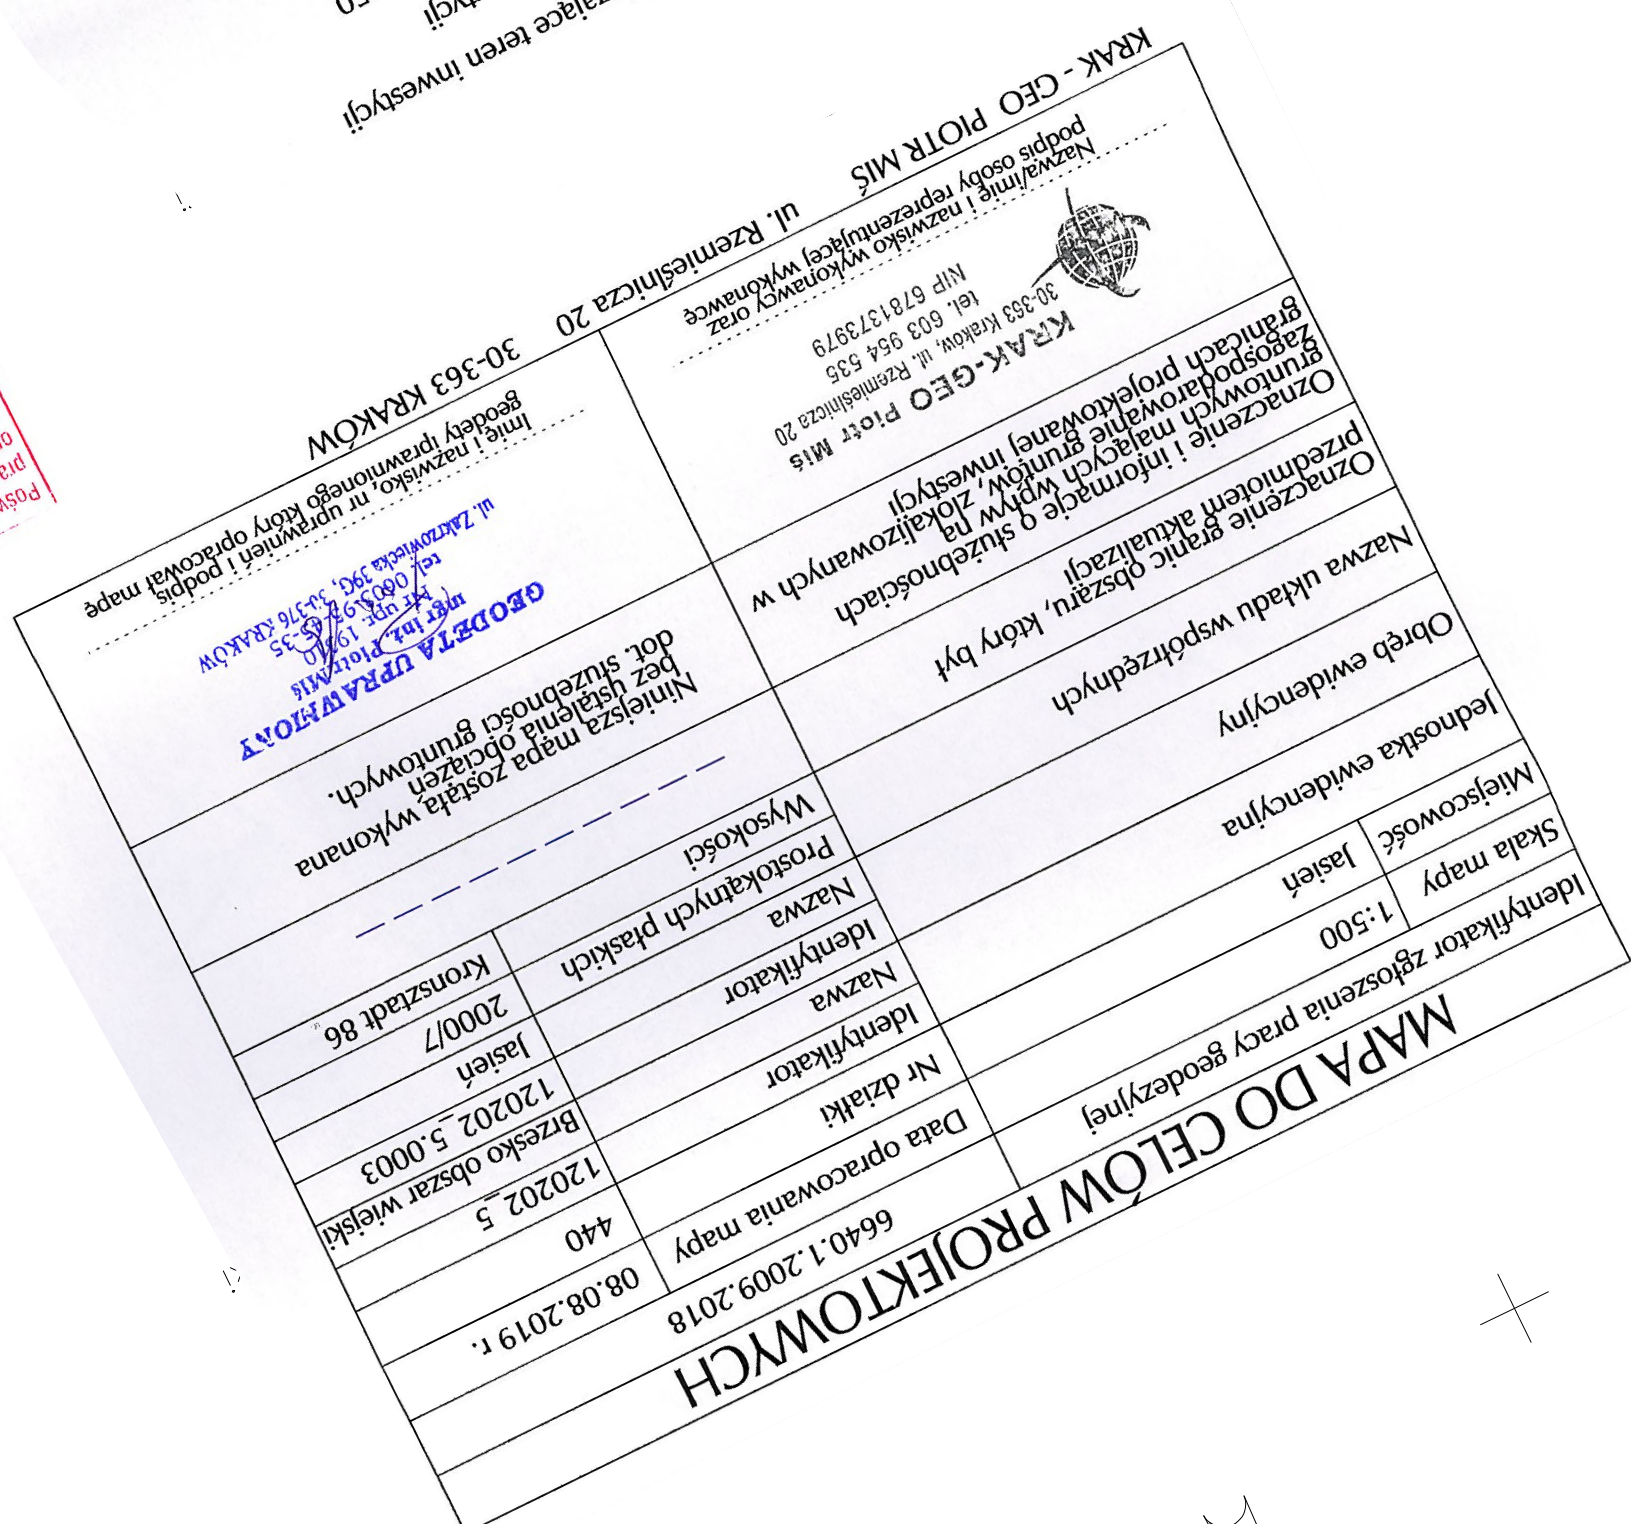 MAPA DO CELÓW PROJEKTOWYCH
Identyfikator zgłoszenia pracy geodezyjnej
6640.1.2009.2018
Skala mapy
1:500
Data opracowania mapy
08.08.2019 r.
Miejscowość
Jasień
Nr działki
440
Jednostka ewidencyjna
Identyfikator
120202_5
Nazwa
Brzesko obszar wiejski
Obręb ewidencyjny
Identyfikator
120202_5.0003
Nazwa
Jasień
Nazwa układu współrzędnych
Prostokątnych płaskich
2000/7
Wysokości
Kronsztadt 86
Oznaczenie granic obszaru, który był
przedmiotem aktualizacji
Oznaczenie i informacje o służebnościach
gruntowych mających wpływ na
zagospodarowanie gruntów, zlokalizowanych w
granicach projektowanej inwestycji
Niniejsza mapa została wykonana
bez ustalenia obciążeń
dot. służebności gruntowych.
KRAK-GEO Piotr Miś
30-353 Kraków, ul. Rzemieślnicza 20
tel. 603 954 535
NIP 6781373979
Nazwa/imię i nazwisko wykonawcy oraz
podpis osoby reprezentującej wykonawcę
GEODETA UPRAWNIONY
mgr inż. Piotr Miś
Nr upr. 19310
ul. Zakrzowiecka 39G, 30-376 KRAKÓW
Imię i nazwisko, nr uprawnień i podpis
geodety iprawnionego który opracował mapę
KRAK - GEO PIOTR MIŚ ul. Rzemieślnicza 20 30-363 KRAKÓW
teren inwestycji